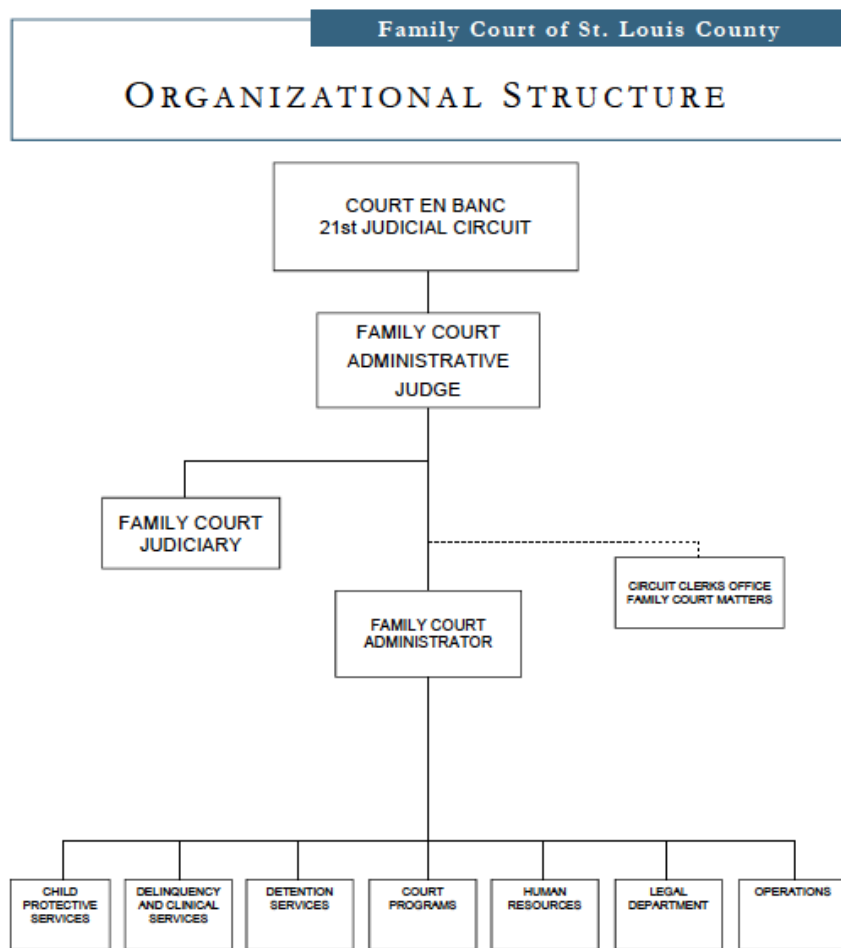 Family Court of St. Louis County
ORGANIZATIONAL STRUCTURE
COURT EN BANC
21st JUDICIAL CIRCUIT
FAMILY COURT
ADMINISTRATIVE
JUDGE
FAMILY COURT
JUDICIARY
CIRCUIT CLERKS OFFICE
FAMILY COURT MATTERS
FAMILY COURT
ADMINISTRATOR
CHILD
PROTECTIVE
SERVICES
DELINQUENCY
AND CLINICAL
SERVICES
DETENTION
SERVICES
COURT
PROGRAMS
HUMAN
RESOURCES
LEGAL
DEPARTMENT
OPERATIONS